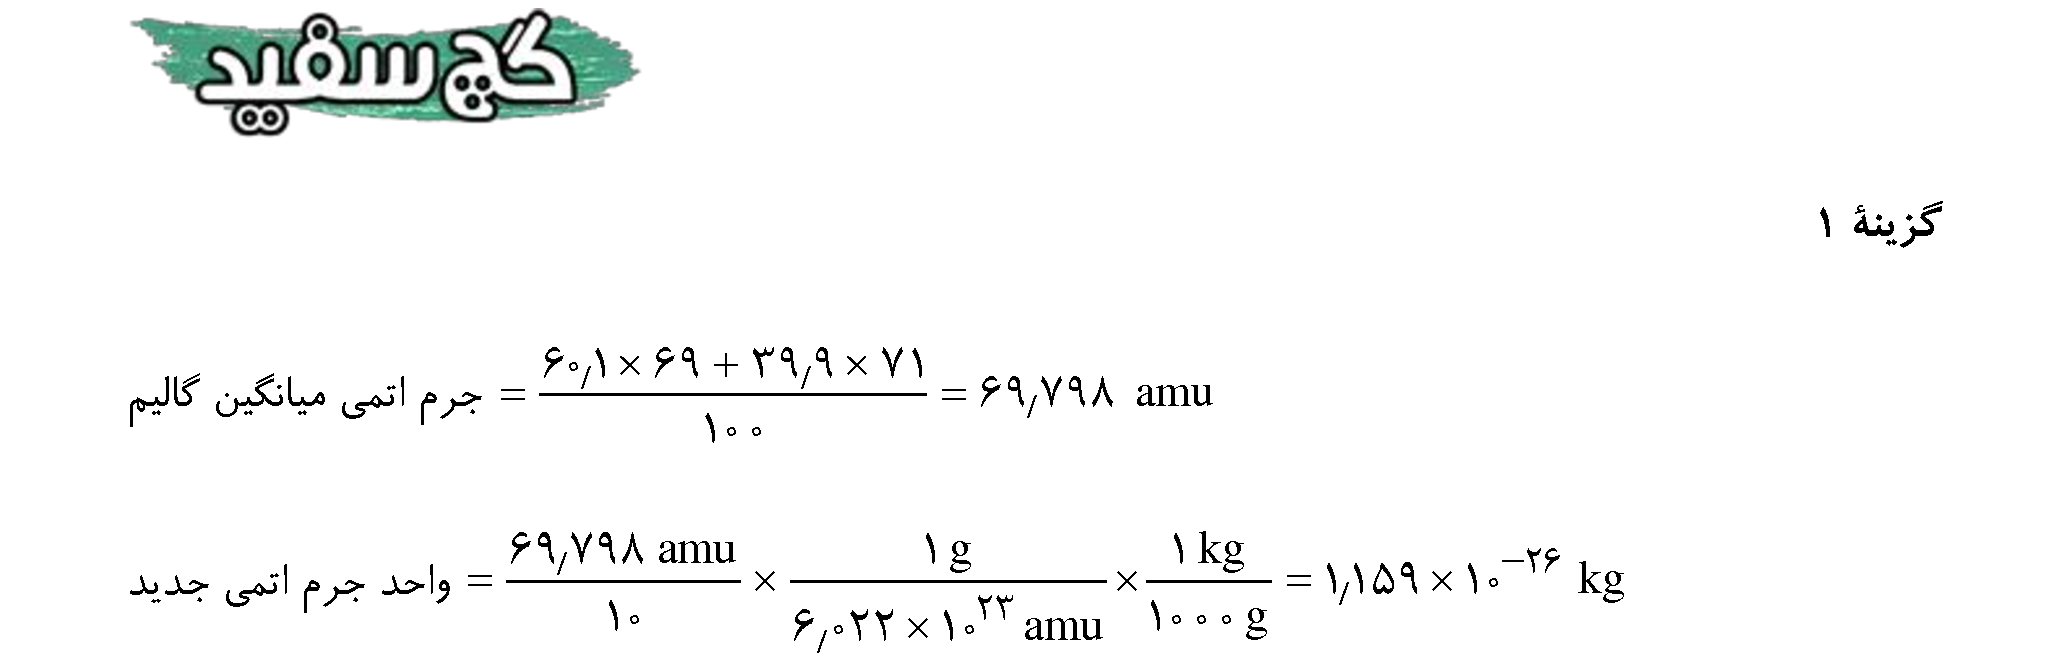 گچ سفید
گزینهٔ ۱
جرم اتمی میانگین گالیم = (۶۰٫۱ × ۶۹ + ۳۹٫۹ × ۷۱) / ۱۰۰ = ۶۹٫۷۹۸ amu
واحد جرم اتمی جدید = ۶۹٫۷۹۸ amu / ۱۰ × ۱ g / ۶٫۰۲۲ × ۱۰^۲۳ amu × ۱ kg / ۱۰۰۰ g = ۱٫۱۵۹ × ۱۰^−۲۶ kg